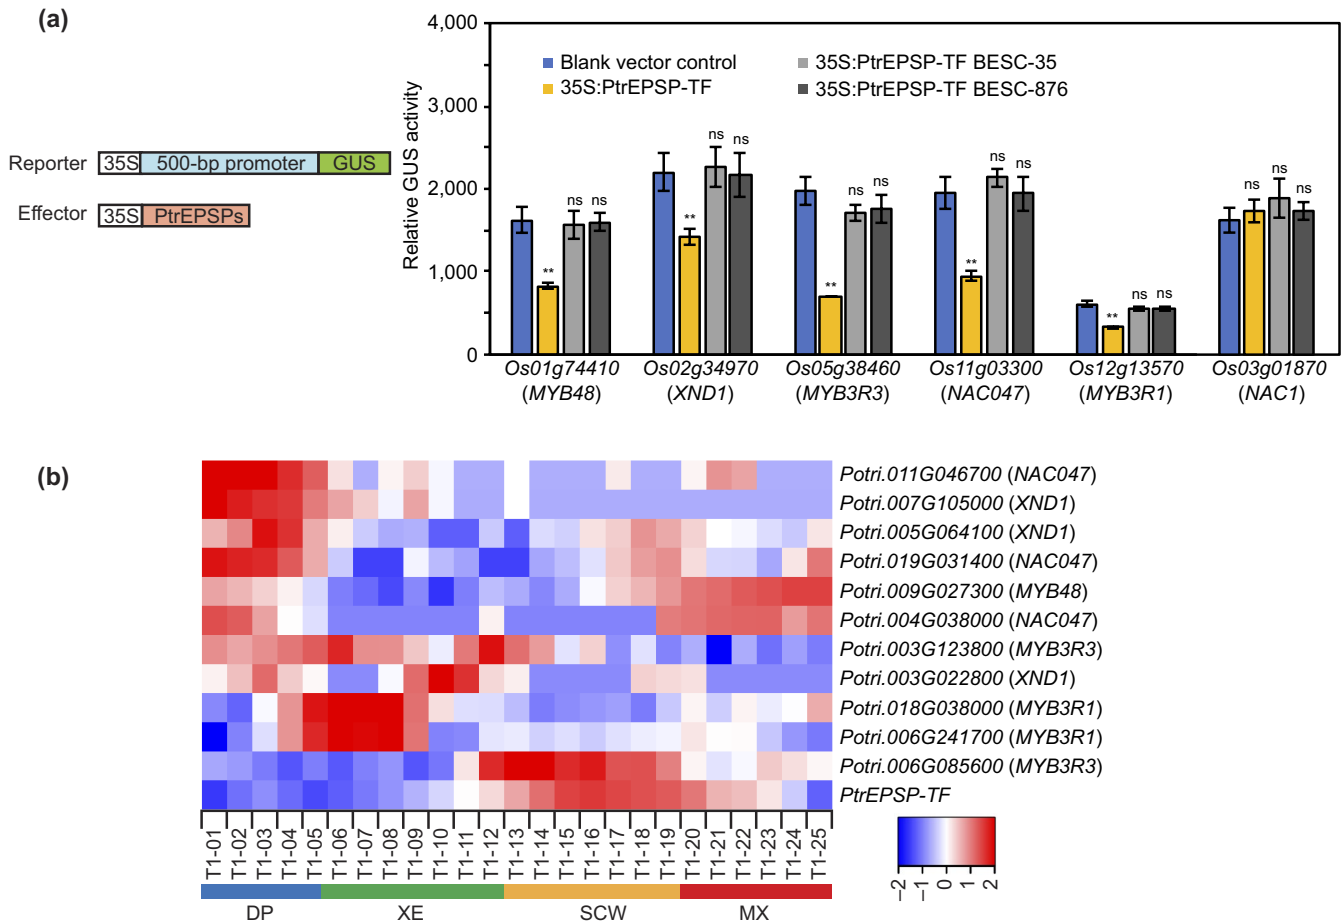 (a)
Reporter
35S
500-bp promoter
GUS
Effector
35S
PtrEPSPs
Relative GUS activity
4,000
3,000
2,000
1,000
0
Blank vector control
35S:PtrEPSP-TF
35S:PtrEPSP-TF BESC-35
35S:PtrEPSP-TF BESC-876
** ns ns
** ns ns
** ns ns
** ns ns
** ns ns
ns ns ns
Os01g74410
(MYB48)
Os02g34970
(XND1)
Os05g38460
(MYB3R3)
Os11g03300
(NAC047)
Os12g13570
(MYB3R1)
Os03g01870
(NAC1)
(b)
Potri.011G046700 (NAC047)
Potri.007G105000 (XND1)
Potri.005G064100 (XND1)
Potri.019G031400 (NAC047)
Potri.009G027300 (MYB48)
Potri.004G038000 (NAC047)
Potri.003G123800 (MYB3R3)
Potri.003G022800 (XND1)
Potri.018G038000 (MYB3R1)
Potri.006G241700 (MYB3R1)
Potri.006G085600 (MYB3R3)
PtrEPSP-TF
T1-01
T1-02
T1-03
T1-04
T1-05
T1-06
T1-07
T1-08
T1-09
T1-10
T1-11
T1-12
T1-13
T1-14
T1-15
T1-16
T1-17
T1-18
T1-19
T1-20
T1-21
T1-22
T1-23
T1-24
T1-25
DP
XE
SCW
MX
−2
−1
0
1
2